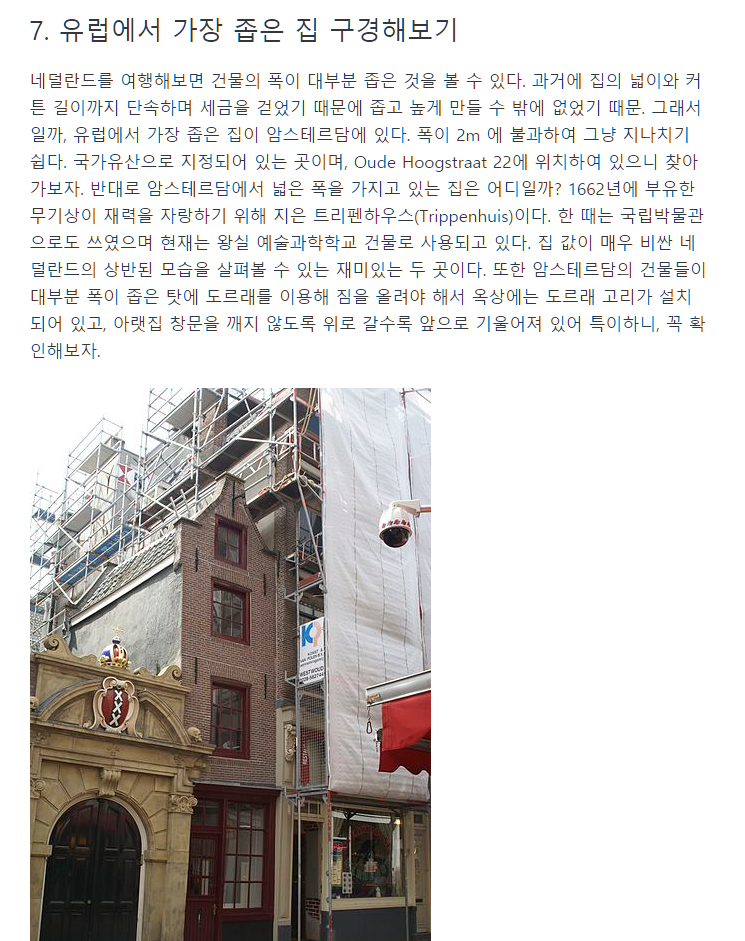 7. 유럽에서 가장 좁은 집 구경해보기
네덜란드를 여행해보면 건물의 폭이 대부분 좁은 것을 볼 수 있다. 과거에 집의 넓이와 커
튼 길이까지 단속하며 세금을 걷었기 때문에 좁고 높게 만들 수 밖에 없었기 때문. 그래서
일까, 유럽에서 가장 좁은 집이 암스테르담에 있다. 폭이 2m 에 불과하여 그냥 지나치기
쉽다. 국가유산으로 지정되어 있는 곳이며, Oude Hoogstraat 22에 위치하여 있으니 찾아
가보자. 반대로 암스테르담에서 넓은 폭을 가지고 있는 집은 어디일까? 1662년에 부유한
무기상이 재력을 자랑하기 위해 지은 트리펜하우스(Trippenhuis)이다. 한 때는 국립박물관
으로도 쓰였으며 현재는 왕실 예술과학학교 건물로 사용되고 있다. 집 값이 매우 비싼 네
덜란드의 상반된 모습을 살펴볼 수 있는 재미있는 두 곳이다. 또한 암스테르담의 건물들이
대부분 폭이 좁은 탓에 도르래를 이용해 짐을 올려야 해서 옥상에는 도르래 고리가 설치
되어 있고, 아랫집 창문을 깨지 않도록 위로 갈수록 앞으로 기울어져 있어 특이하니, 꼭 확
인해보자.
XXX
WESTWOUD